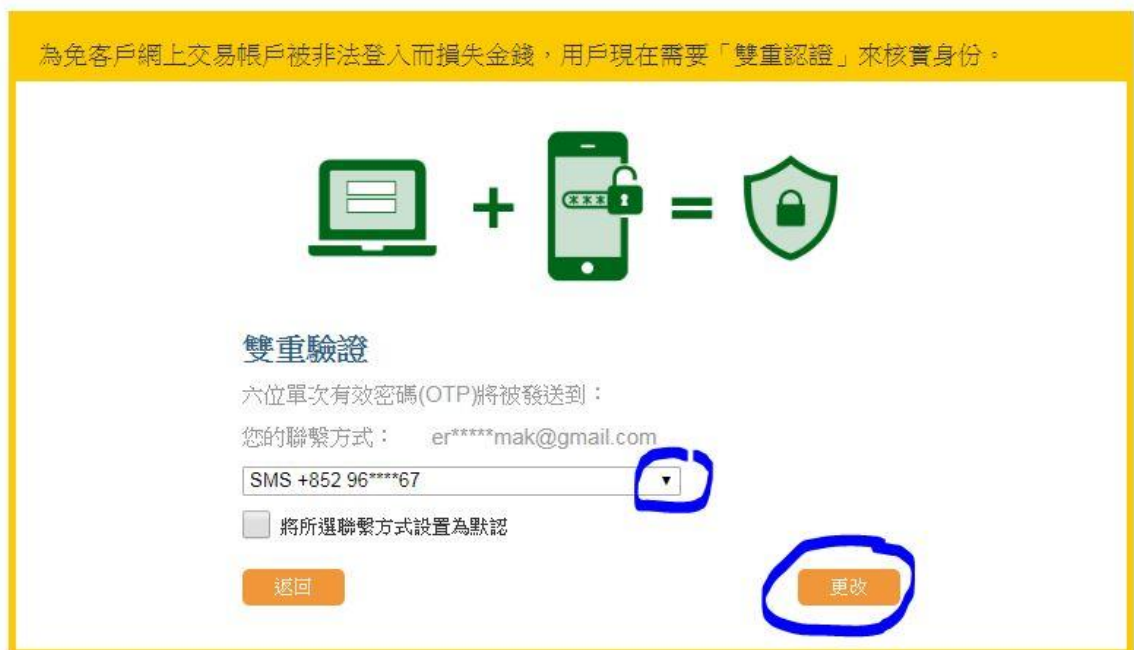 為免客戶網上交易帳戶被非法登入而損失金錢，用戶現在需要「雙重認證」來核實身份。
***
雙重驗證
六位單次有效密碼(OTP)將被發送到：
您的聯繫方式： er*****mak@gmail.com
SMS +852 96****67
將所選聯繫方式設置為默認
返回 更改